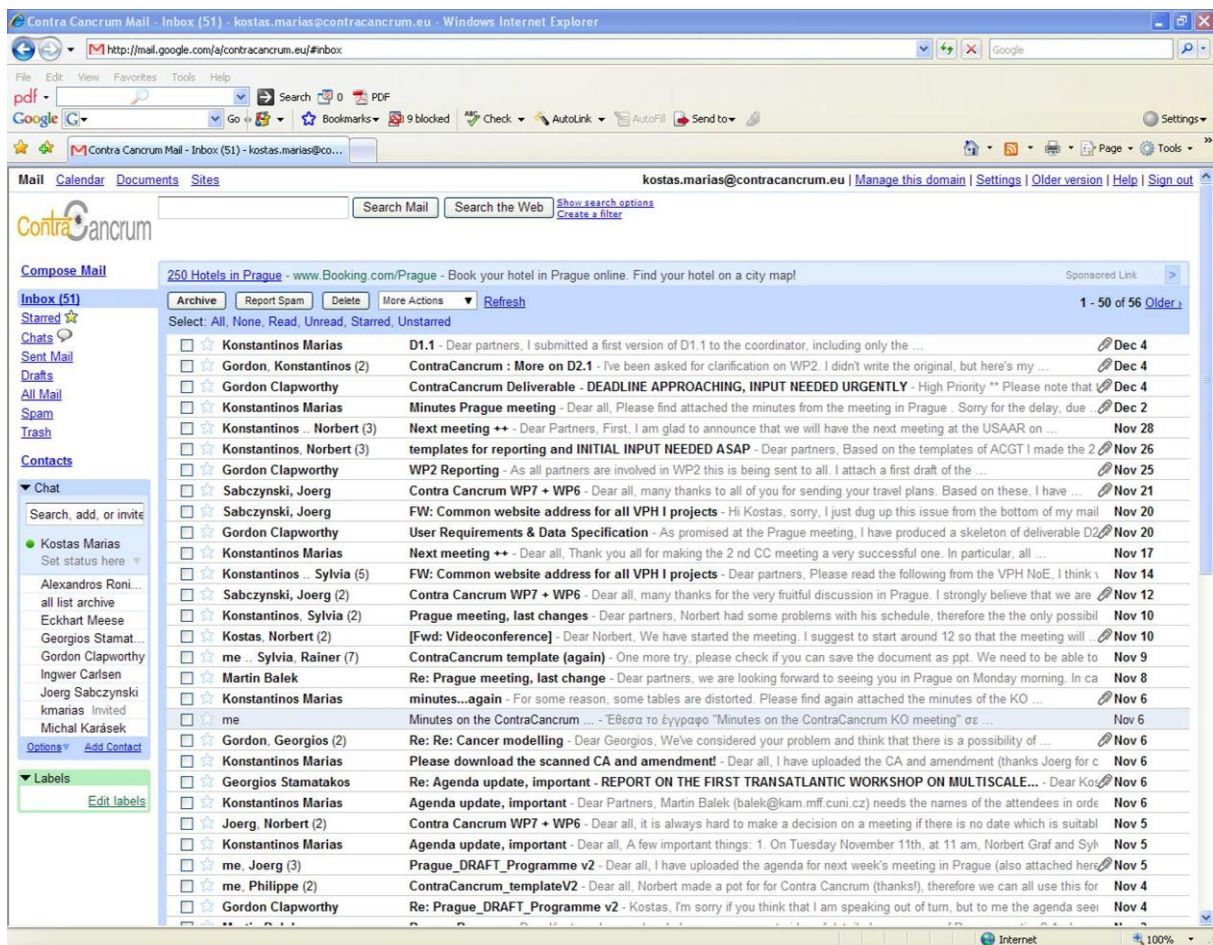 Contra Cancrum Mail - Inbox (51) - kostas.marias@contracancrum.eu - Windows Internet Explorer
http://mail.google.com/a/contracancrum.eu/#inbox Google
File Edit View Favorites Tools Help
pdf Search 0 PDF
Google G Go Bookmarks 9 blocked Check AutoLink AutoFill Send to Settings
Contra Cancrum Mail - Inbox (51) - kostas.marias@co... Page Tools »
Mail Calendar Documents Sites kostas.marias@contracancrum.eu | Manage this domain | Settings | Older version | Help | Sign out
ContraCancrum Search Mail Search the Web Show search options
Create a filter
Compose Mail
Inbox (51)
Starred
Chats
Sent Mail
Drafts
All Mail
Spam
Trash
Contacts
Chat
Search, add, or invite
Kostas Marias
Set status here
Alexandros Roni...
all list archive
Eckhart Meese
Georgios Stamat...
Gordon Clapworthy
Ingwer Carlsen
Joerg Sabczynski
kmarias Invited
Michal Karásek
Options Add Contact
Labels
Edit labels
250 Hotels in Prague - www.Booking.com/Prague - Book your hotel in Prague online. Find your hotel on a city map! Sponsored Link >
Archive Report Spam Delete More Actions Refresh 1 - 50 of 56 Older ›
Select: All, None, Read, Unread, Starred, Unstarred
Konstantinos Marias D1.1 - Dear partners, I submitted a first version of D1.1 to the coordinator, including only the ... Dec 4
Gordon, Konstantinos (2) ContraCancrum : More on D2.1 - I've been asked for clarification on WP2. I didn't write the original, but here's my ... Dec 4
Gordon Clapworthy ContraCancrum Deliverable - DEADLINE APPROACHING, INPUT NEEDED URGENTLY - High Priority ** Please note that Dec 4
Konstantinos Marias Minutes Prague meeting - Dear all, Please find attached the minutes from the meeting in Prague . Sorry for the delay, due .. Dec 2
Konstantinos .. Norbert (3) Next meeting ++ - Dear Partners, First, I am glad to announce that we will have the next meeting at the USAAR on ... Nov 28
Konstantinos, Norbert (3) templates for reporting and INITIAL INPUT NEEDED ASAP - Dear partners, Based on the templates of ACGT I made the 2 Nov 26
Gordon Clapworthy WP2 Reporting - As all partners are involved in WP2 this is being sent to all. I attach a first draft of the ... Nov 25
Sabczynski, Joerg Contra Cancrum WP7 + WP6 - Dear all, many thanks to all of you for sending your travel plans. Based on these, I have ... Nov 21
Sabczynski, Joerg FW: Common website address for all VPH I projects - Hi Kostas, sorry, I just dug up this issue from the bottom of my mail Nov 20
Gordon Clapworthy User Requirements & Data Specification - As promised at the Prague meeting, I have produced a skeleton of deliverable D2 Nov 20
Konstantinos Marias Next meeting ++ - Dear all, Thank you all for making the 2 nd CC meeting a very successful one. In particular, all ... Nov 17
Konstantinos .. Sylvia (5) FW: Common website address for all VPH I projects - Dear partners, Please read the following from the VPH NoE, I think Nov 14
Sabczynski, Joerg (2) Contra Cancrum WP7 + WP6 - Dear all, many thanks for the very fruitful discussion in Prague. I strongly believe that we are Nov 12
Konstantinos, Sylvia (2) Prague meeting, last changes - Dear partners, Norbert had some problems with his schedule, therefore the the only possibil Nov 10
Kostas, Norbert (2) [Fwd: Videoconference] - Dear Norbert, We have started the meeting. I suggest to start around 12 so that the meeting will .. Nov 10
me .. Sylvia, Rainer (7) ContraCancrum template (again) - One more try, please check if you can save the document as ppt. We need to be able to Nov 9
Martin Balek Re: Prague meeting, last change - Dear partners, we are looking forward to seeing you in Prague on Monday morning. In ca Nov 8
Konstantinos Marias minutes...again - For some reason, some tables are distorted. Please find again attached the minutes of the KO ... Nov 6
me Minutes on the ContraCancrum ... - Έθεσα το έγγραφο "Minutes on the ContraCancrum KO meeting" σε ... Nov 6
Gordon, Georgios (2) Re: Re: Cancer modelling - Dear Georgios, We've considered your problem and think that there is a possibility of ... Nov 6
Konstantinos Marias Please download the scanned CA and amendment! - Dear all, I have uploaded the CA and amendment (thanks Joerg for c Nov 6
Georgios Stamatakos Re: Agenda update, important - REPORT ON THE FIRST TRANSATLANTIC WORKSHOP ON MULTISCALE... - Dear Kos Nov 6
Konstantinos Marias Agenda update, important - Dear Partners, Martin Balek (balek@kam.mff.cuni.cz) needs the names of the attendees in orde Nov 6
Joerg, Norbert (2) Contra Cancrum WP7 + WP6 - Dear all, it is always hard to make a decision on a meeting if there is no date which is suitabl Nov 5
Konstantinos Marias Agenda update, important - Dear all, A few important things: 1. On Tuesday November 11th, at 11 am, Norbert Graf and Syl Nov 5
me, Joerg (3) Prague_DRAFT_Programme v2 - Dear all, I have uploaded the agenda for next week's meeting in Prague (also attached here Nov 5
me, Philippe (2) ContraCancrum_templateV2 - Dear all, Norbert made a pot for for Contra Cancrum (thanks!), therefore we can all use this for Nov 4
Gordon Clapworthy Re: Prague_DRAFT_Programme v2 - Kostas, I'm sorry if you think that I am speaking out of turn, but to me the agenda see Nov 4
Internet 100%